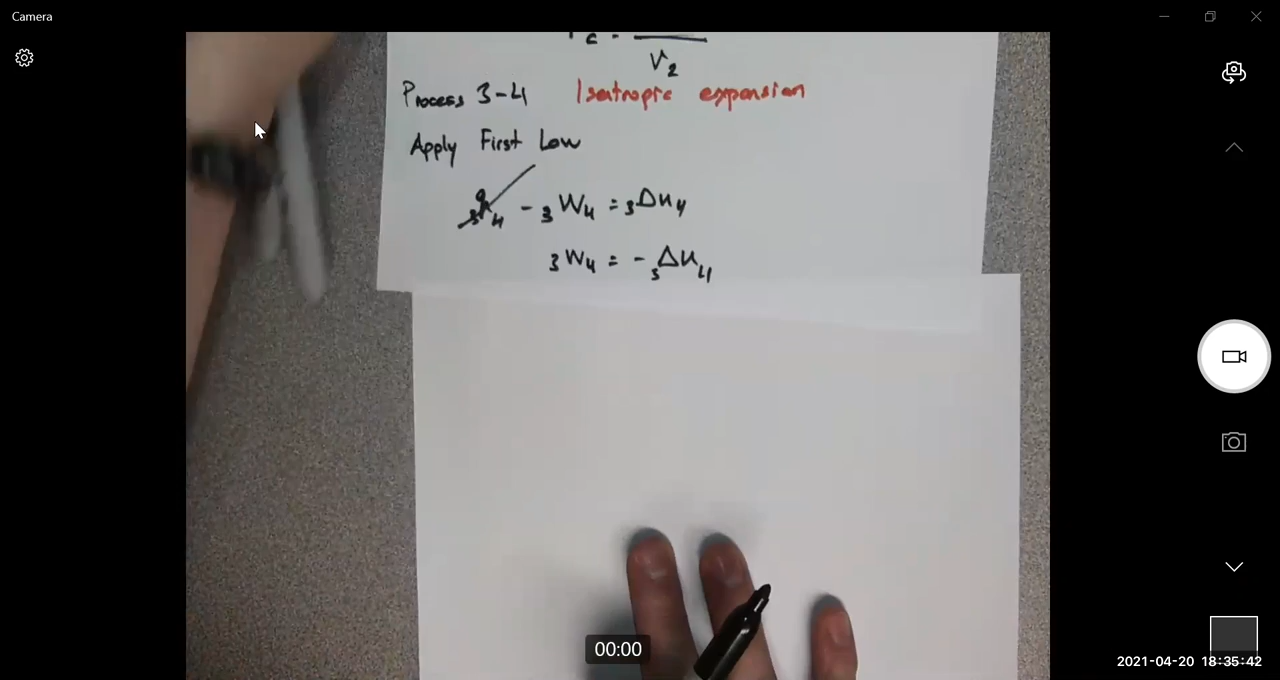 Camera
rc = 
V2
Process 3-4 Isentropic expansion
Apply First Law
3q4 - 3W4 = 3Δu4
3W4 = - 3Δu4
00:00
2021-04-20 18:35:42